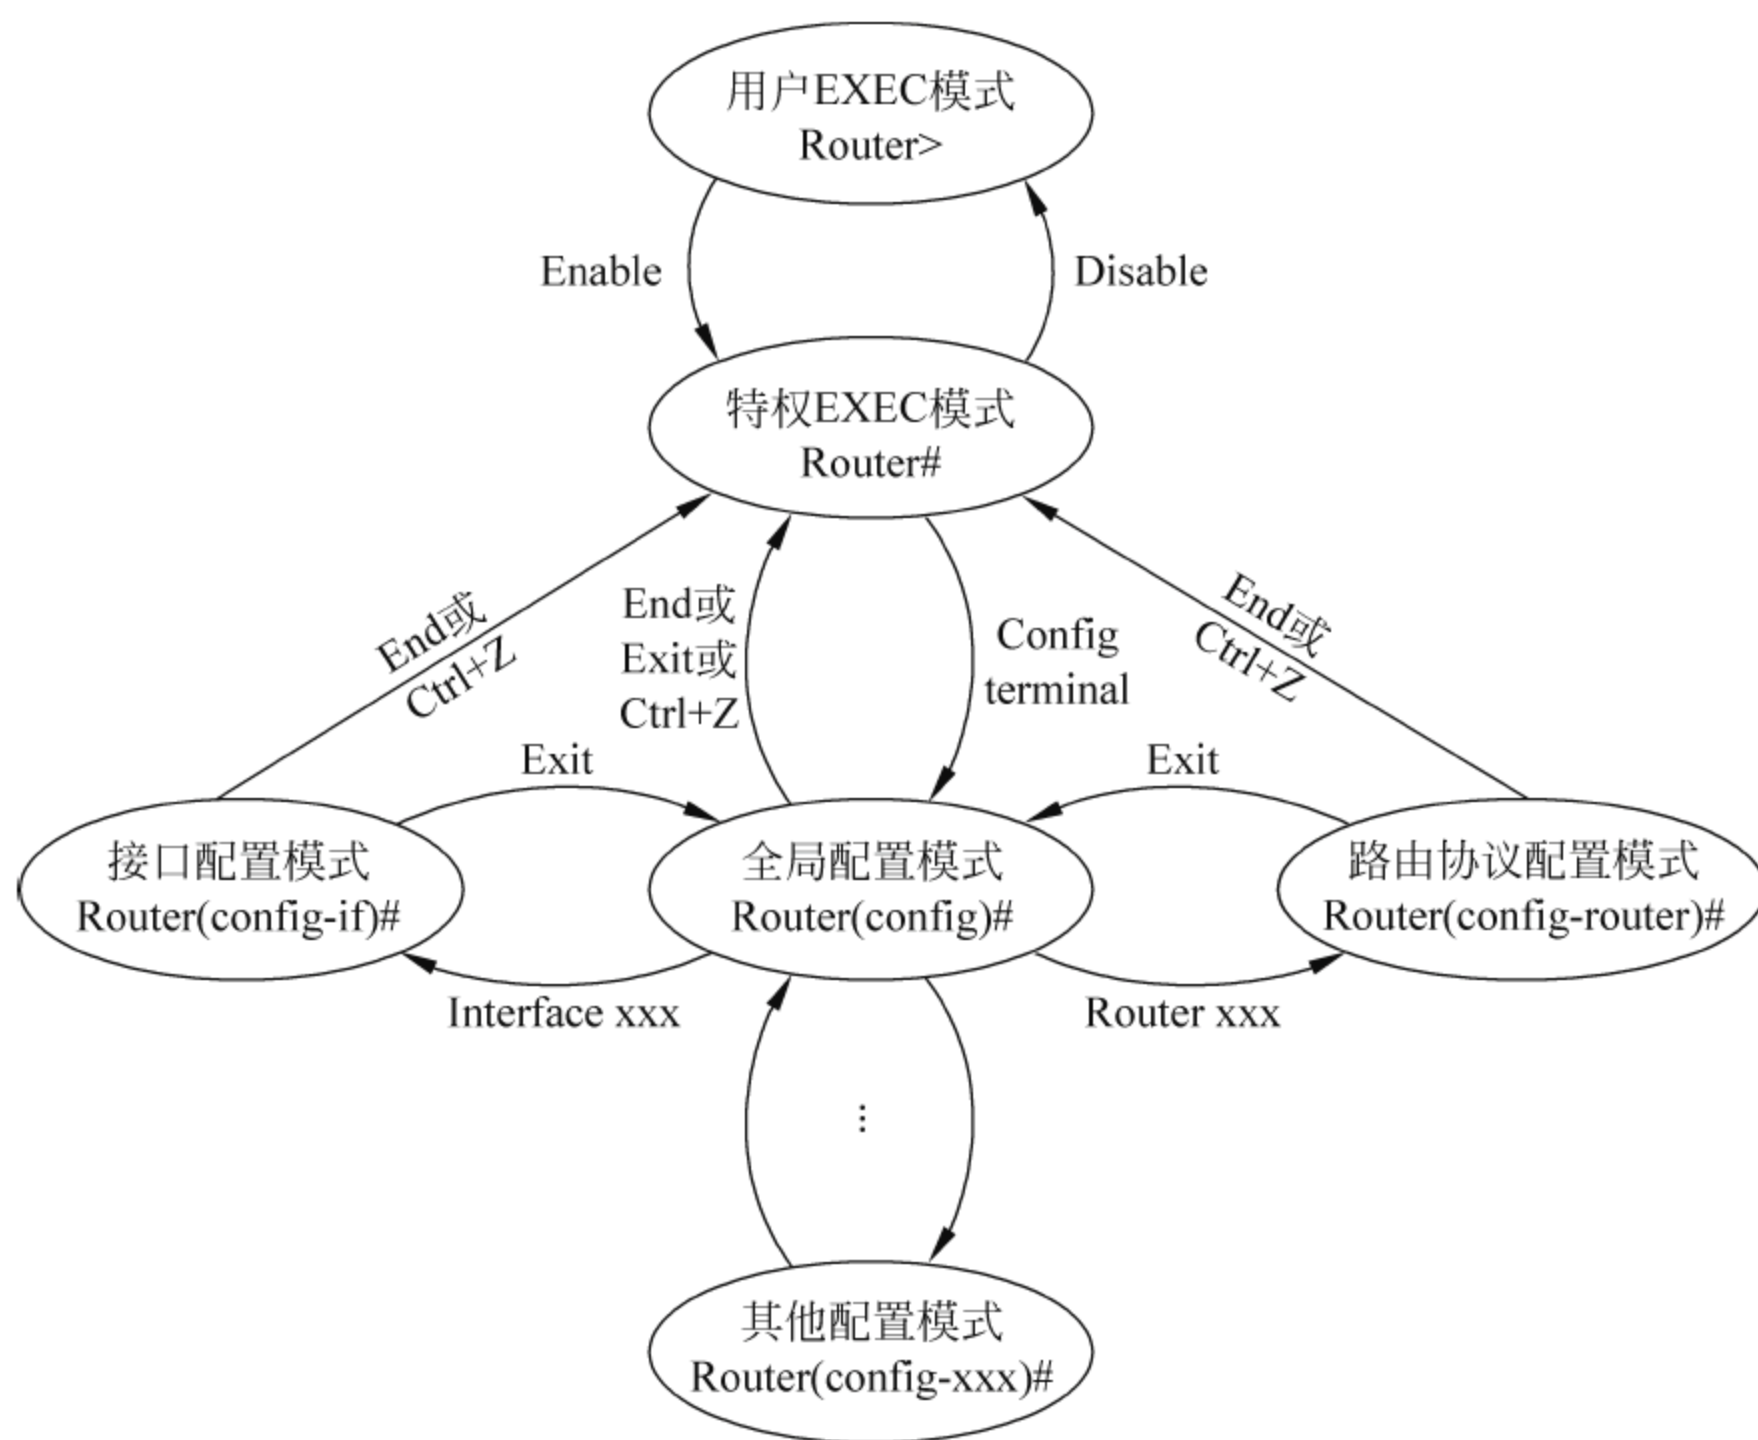 用户EXEC模式
Router>
Enable
Disable
特权EXEC模式
Router#
End或
Ctrl+Z
End或
Exit或
Ctrl+Z
Config
terminal
End或
Ctrl+Z
Exit
Exit
接口配置模式
Router(config-if)#
全局配置模式
Router(config)#
路由协议配置模式
Router(config-router)#
Interface xxx
Router xxx
⋮
其他配置模式
Router(config-xxx)#